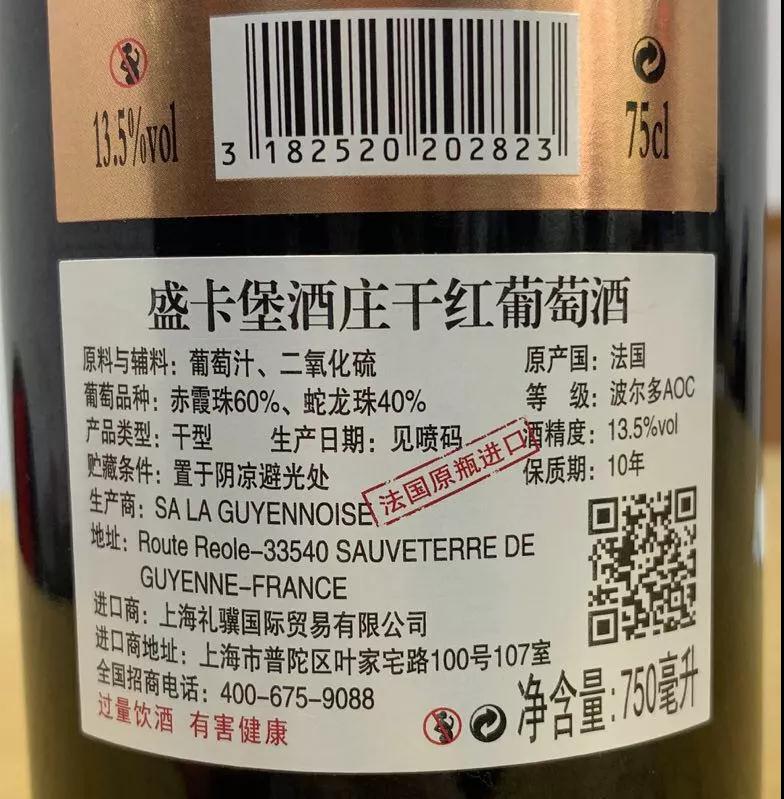 13.5%vol
3 182520 202823
75cl
盛卡堡酒庄干红葡萄酒
原料与辅料：葡萄汁、二氧化硫
原产国：法国
葡萄品种：赤霞珠60%、蛇龙珠40%
等 级：波尔多AOC
产品类型：干型 生产日期：见喷码
酒精度：13.5%vol
贮藏条件：置于阴凉避光处
法国原瓶进口
保质期：10年
生产商：SA LA GUYENNOISE
地址：Route Reole-33540 SAUVETERRE DE
GUYENNE-FRANCE
进口商：上海礼骥国际贸易有限公司
进口商地址：上海市普陀区叶家宅路100号107室
全国招商电话：400-675-9088
过量饮酒 有害健康
净含量:750毫升